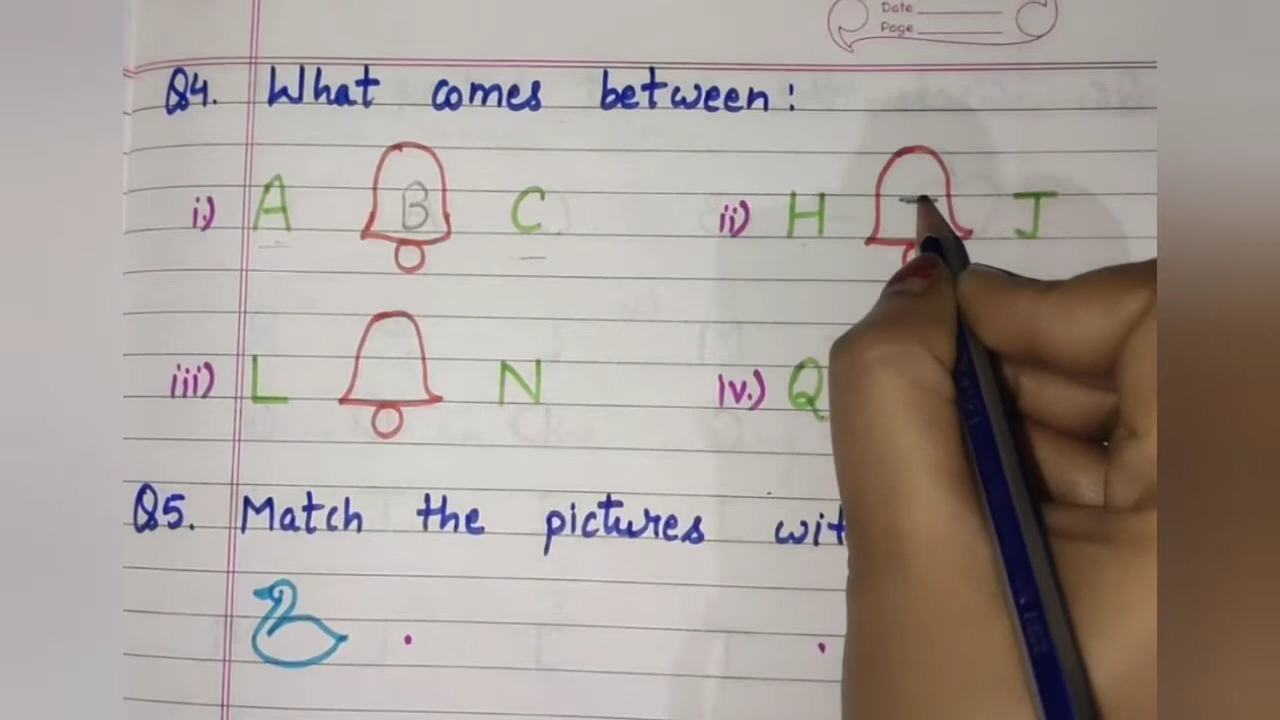 Date
Page
Q4. What comes between:
i.) A B C ii) H J
iii) L N iv.) Q
Q5. Match the pictures wit